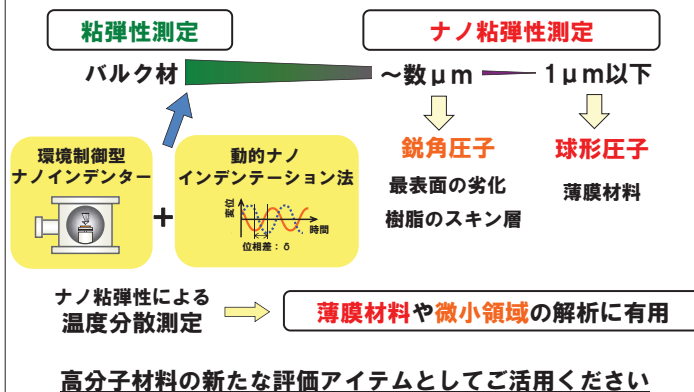 粘弾性測定
ナノ粘弾性測定
バルク材
～数μm
1μm以下
環境制御型
ナノインデンター
+
動的ナノ
インデンテーション法
変位
時間
位相差：δ
鋭角圧子
最表面の劣化
樹脂のスキン層
球形圧子
薄膜材料
ナノ粘弾性による
温度分散測定
薄膜材料や微小領域の解析に有用
高分子材料の新たな評価アイテムとしてご活用ください